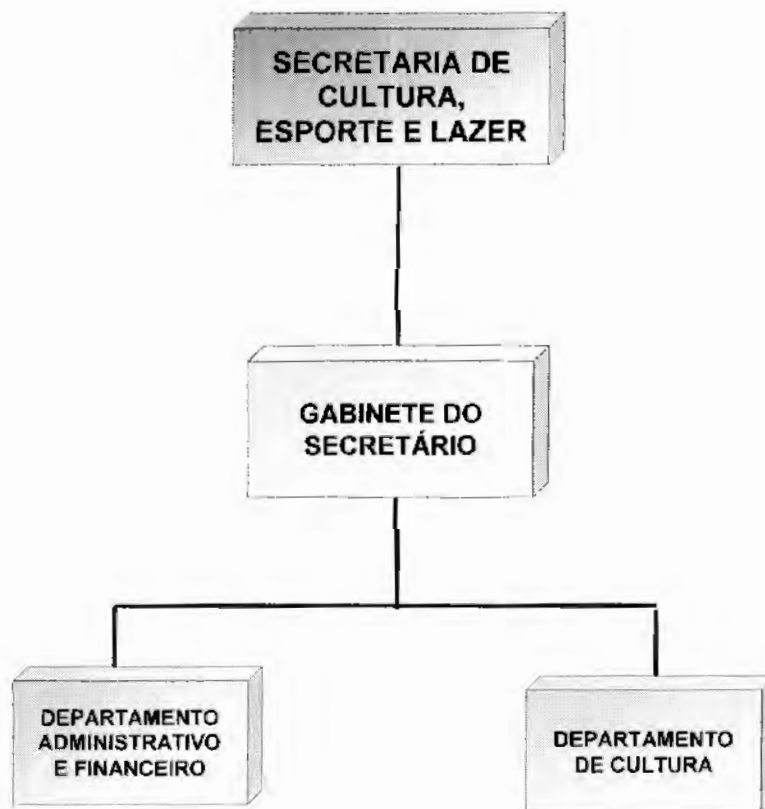 SECRETARIA DE
CULTURA,
ESPORTE E LAZER
GABINETE DO
SECRETÁRIO
DEPARTAMENTO
ADMINISTRATIVO
E FINANCEIRO
DEPARTAMENTO
DE CULTURA